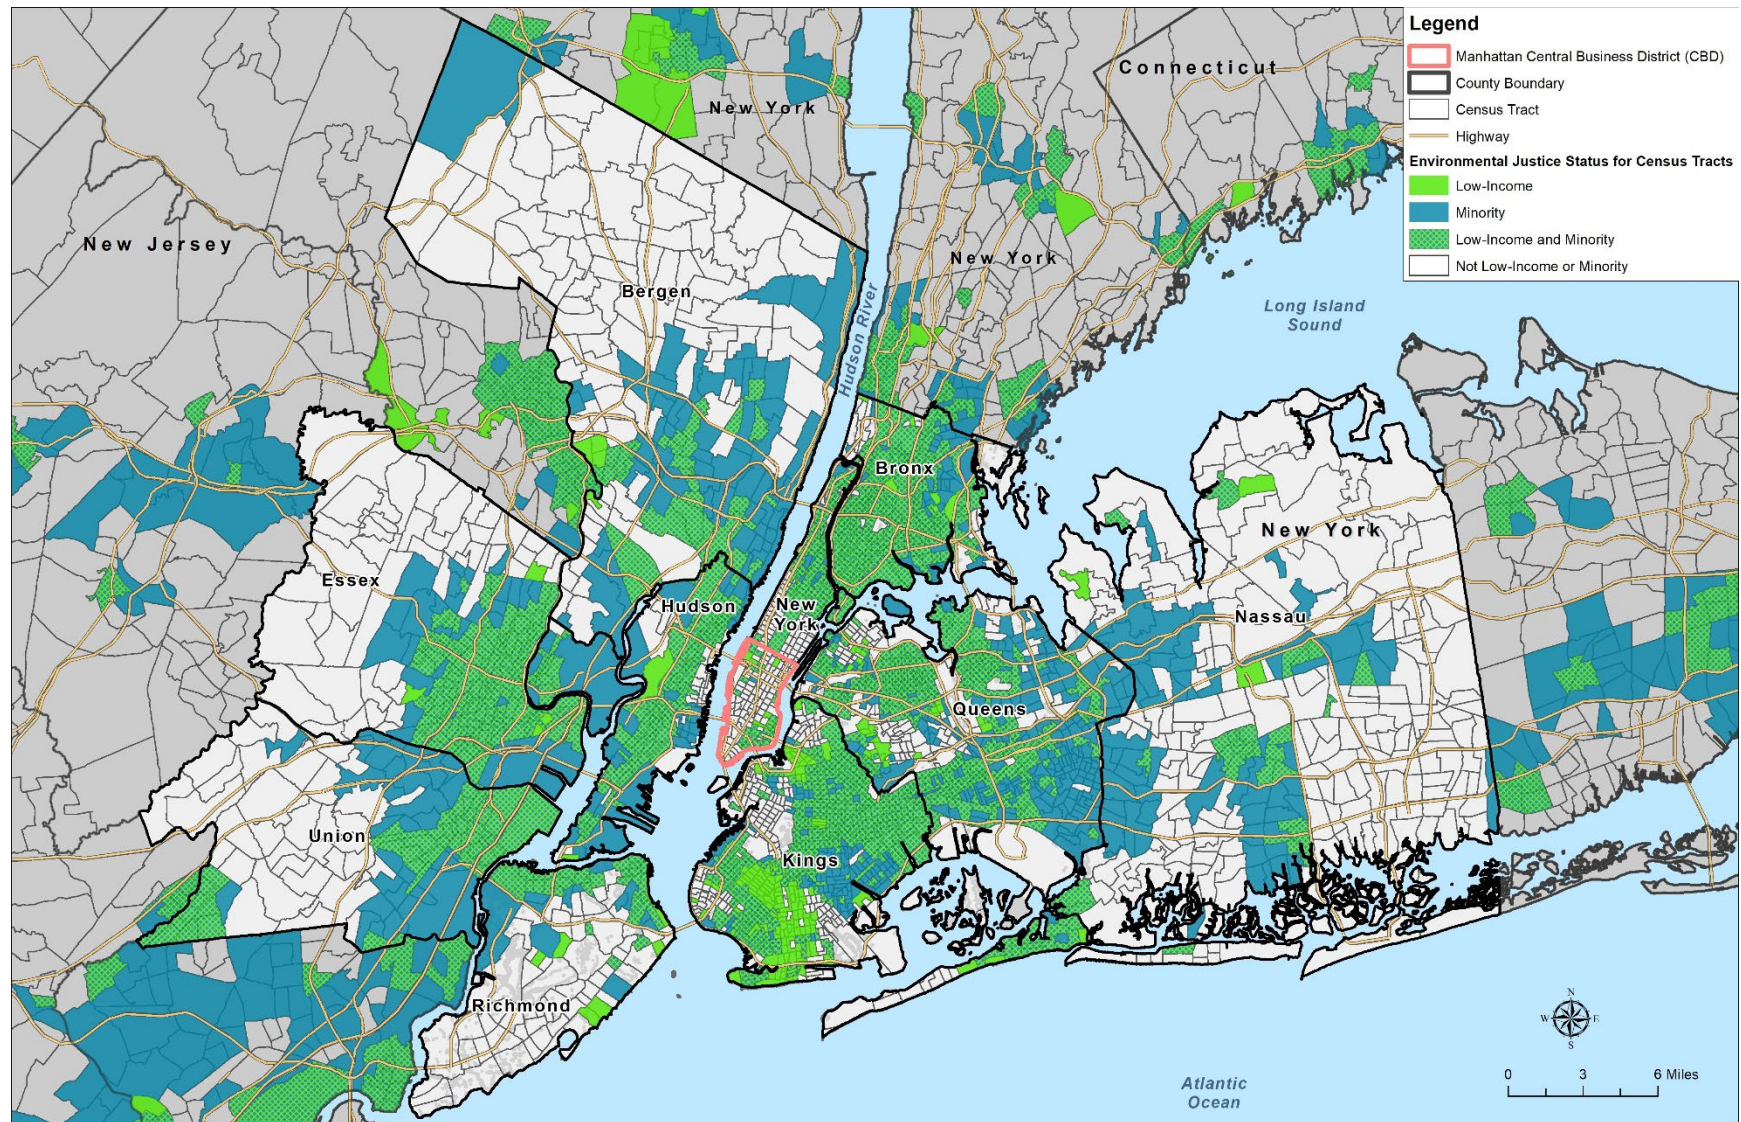 Legend
Manhattan Central Business District (CBD)
County Boundary
Census Tract
Highway
Environmental Justice Status for Census Tracts
Low-Income
Minority
Low-Income and Minority
Not Low-Income or Minority
Connecticut
New York
New Jersey
New York
Bergen
Hudson River
Long Island
Sound
Bronx
New York
Essex
Hudson
New
York
Nassau
Queens
Union
Kings
Richmond
Atlantic
Ocean
N
W
E
S
0 3 6 Miles